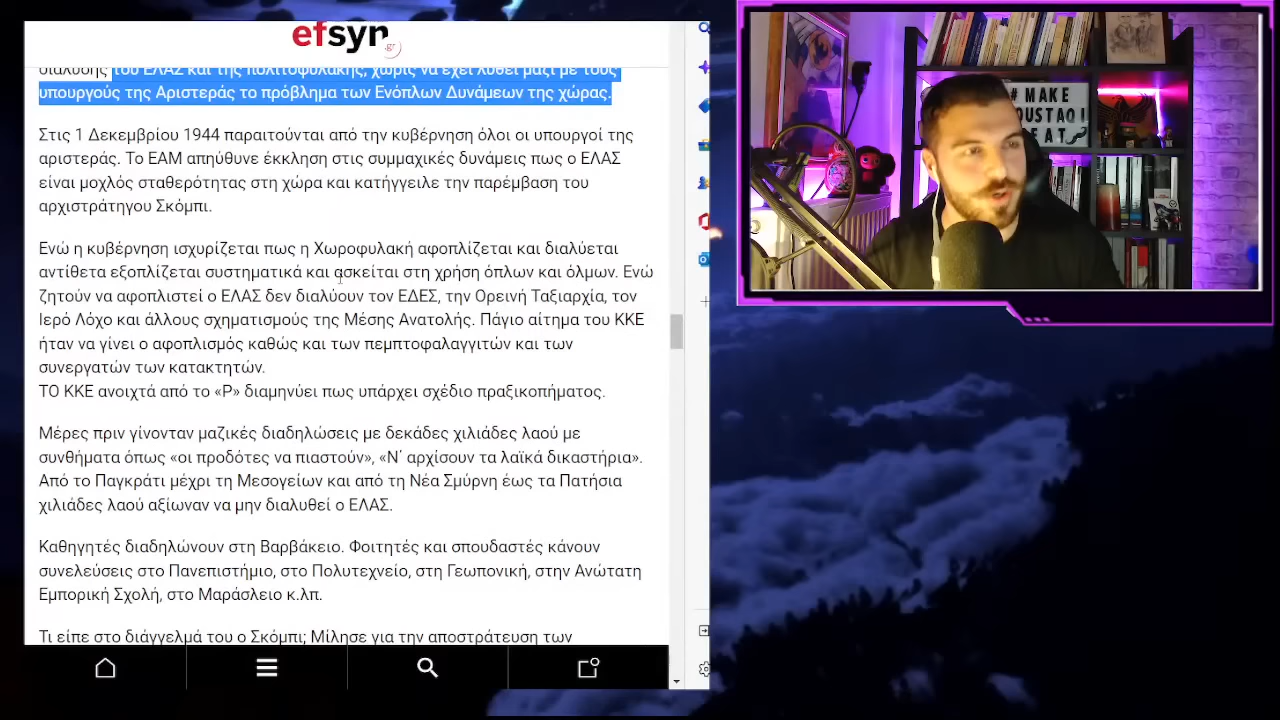 efsyn
.gr
διάλυσης του ΕΛΑΣ και της πολιτοφυλακής, χωρίς να έχει λυθεί μαζί με τους
υπουργούς της Αριστεράς το πρόβλημα των Ενόπλων Δυνάμεων της χώρας.
Στις 1 Δεκεμβρίου 1944 παραιτούνται από την κυβέρνηση όλοι οι υπουργοί της
αριστεράς. Το ΕΑΜ απηύθυνε έκκληση στις συμμαχικές δυνάμεις πως ο ΕΛΑΣ
είναι μοχλός σταθερότητας στη χώρα και κατήγγειλε την παρέμβαση του
αρχιστράτηγου Σκόμπι.
Ενώ η κυβέρνηση ισχυρίζεται πως η Χωροφυλακή αφοπλίζεται και διαλύεται
αντίθετα εξοπλίζεται συστηματικά και ασκείται στη χρήση όπλων και όλμων. Ενώ
ζητούν να αφοπλιστεί ο ΕΛΑΣ δεν διαλύουν τον ΕΔΕΣ, την Ορεινή Ταξιαρχία, τον
Ιερό Λόχο και άλλους σχηματισμούς της Μέσης Ανατολής. Πάγιο αίτημα του ΚΚΕ
ήταν να γίνει ο αφοπλισμός καθώς και των πεμπτοφαλαγγιτών και των
συνεργατών των κατακτητών.
ΤΟ ΚΚΕ ανοιχτά από το «Ρ» διαμηνύει πως υπάρχει σχέδιο πραξικοπήματος.
Μέρες πριν γίνονταν μαζικές διαδηλώσεις με δεκάδες χιλιάδες λαού με
συνθήματα όπως «οι προδότες να πιαστούν», «Ν΄ αρχίσουν τα λαϊκά δικαστήρια».
Από το Παγκράτι μέχρι τη Μεσογείων και από τη Νέα Σμύρνη έως τα Πατήσια
χιλιάδες λαού αξίωναν να μην διαλυθεί ο ΕΛΑΣ.
Καθηγητές διαδηλώνουν στη Βαρβάκειο. Φοιτητές και σπουδαστές κάνουν
συνελεύσεις στο Πανεπιστήμιο, στο Πολυτεχνείο, στη Γεωπονική, στην Ανώτατη
Εμπορική Σχολή, στο Μαράσλειο κ.λπ.
Τι είπε στο διάγγελμά του ο Σκόμπι; Μίλησε για την αποστράτευση των
# MAKE
OUSTAQI
EAT